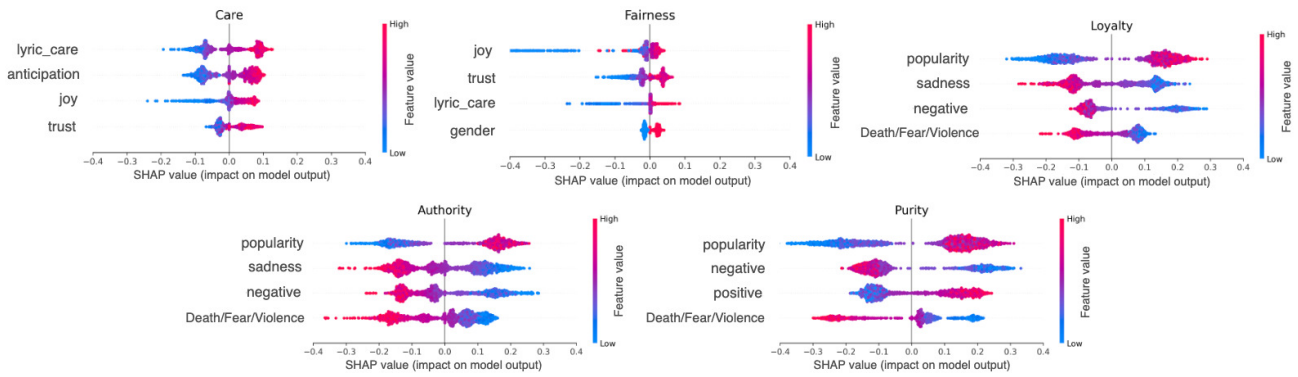 Care
High
lyric_care
anticipation
joy
trust
Feature value
Low
−0.4 −0.3 −0.2 −0.1 0.0 0.1 0.2 0.3 0.4
SHAP value (impact on model output)
Fairness
High
joy
trust
lyric_care
gender
Feature value
Low
−0.4 −0.3 −0.2 −0.1 0.0 0.1 0.2 0.3 0.4
SHAP value (impact on model output)
Loyalty
High
popularity
sadness
negative
Death/Fear/Violence
Feature value
Low
−0.4 −0.3 −0.2 −0.1 0.0 0.1 0.2 0.3 0.4
SHAP value (impact on model output)
Authority
High
popularity
sadness
negative
Death/Fear/Violence
Feature value
Low
−0.4 −0.3 −0.2 −0.1 0.0 0.1 0.2 0.3 0.4
SHAP value (impact on model output)
Purity
High
popularity
negative
positive
Death/Fear/Violence
Feature value
Low
−0.4 −0.3 −0.2 −0.1 0.0 0.1 0.2 0.3 0.4
SHAP value (impact on model output)